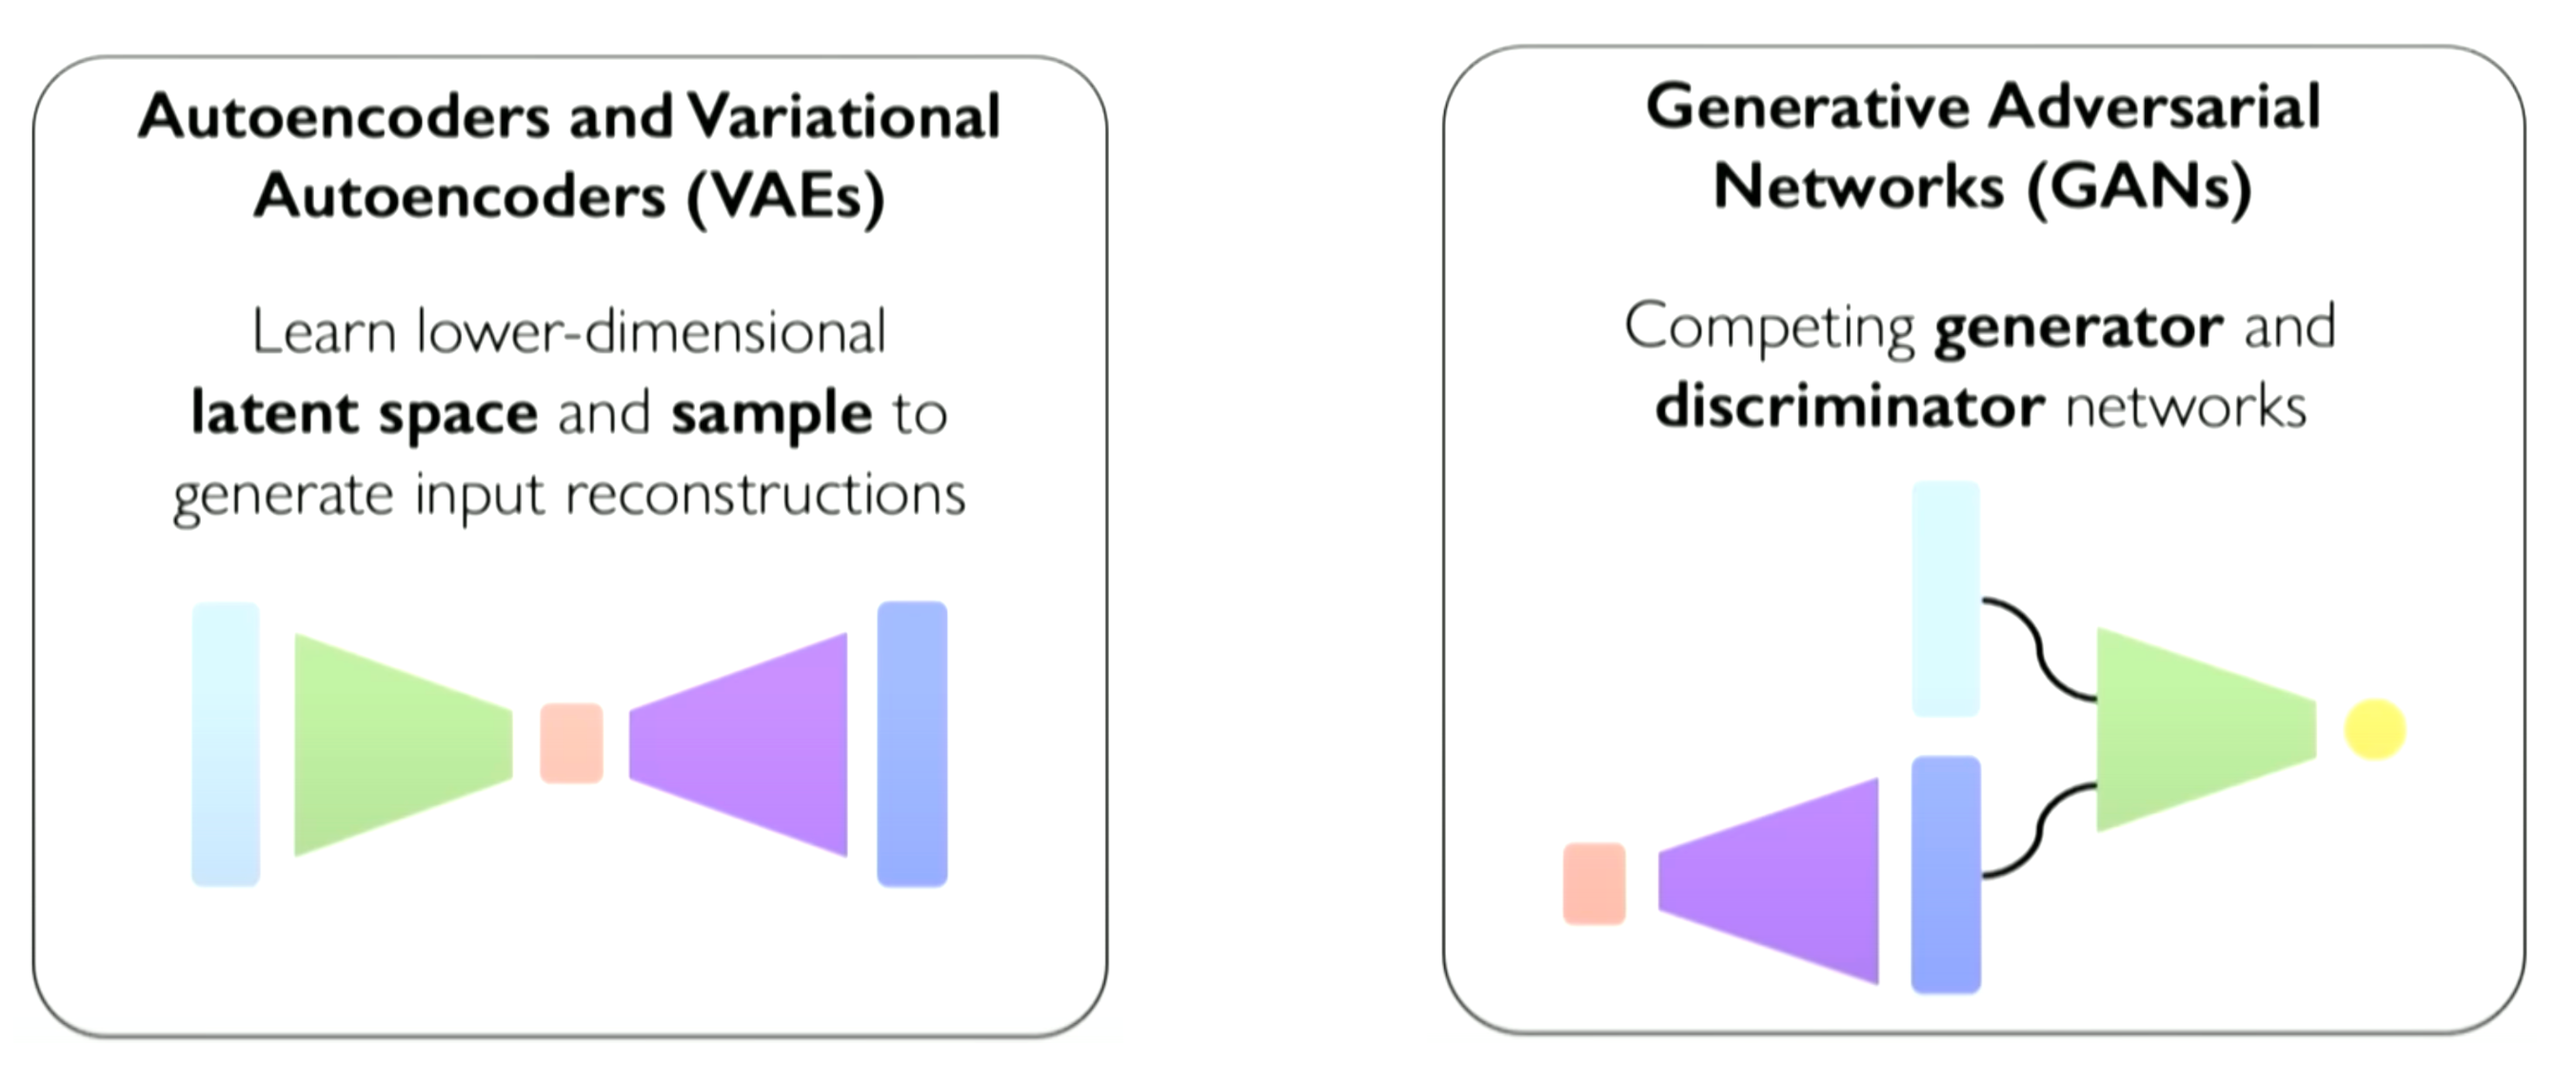 Autoencoders and Variational
Autoencoders (VAEs)
Learn lower-dimensional
latent space and sample to
generate input reconstructions
Generative Adversarial
Networks (GANs)
Competing generator and
discriminator networks